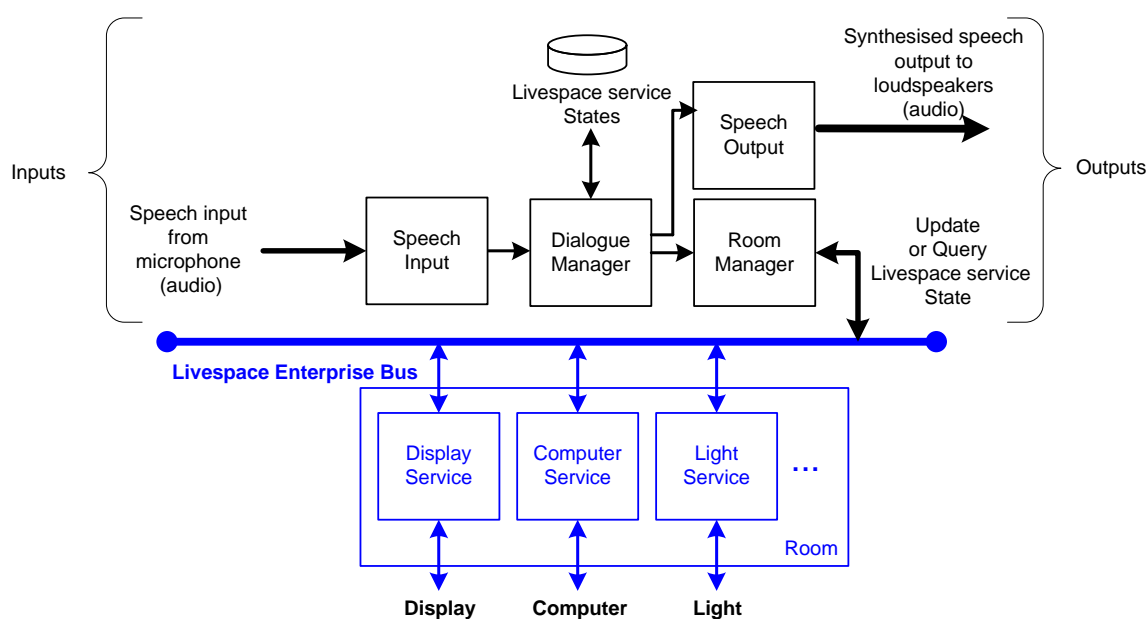 Synthesised speech
output to
loudspeakers
(audio)
Livespace service
States
Speech
Output
Inputs
Outputs
Speech input
from
microphone
(audio)
Speech
Input
Dialogue
Manager
Room
Manager
Update
or Query
Livespace service
State
Livespace Enterprise Bus
Display
Service
Computer
Service
Light
Service
...
Room
Display
Computer
Light